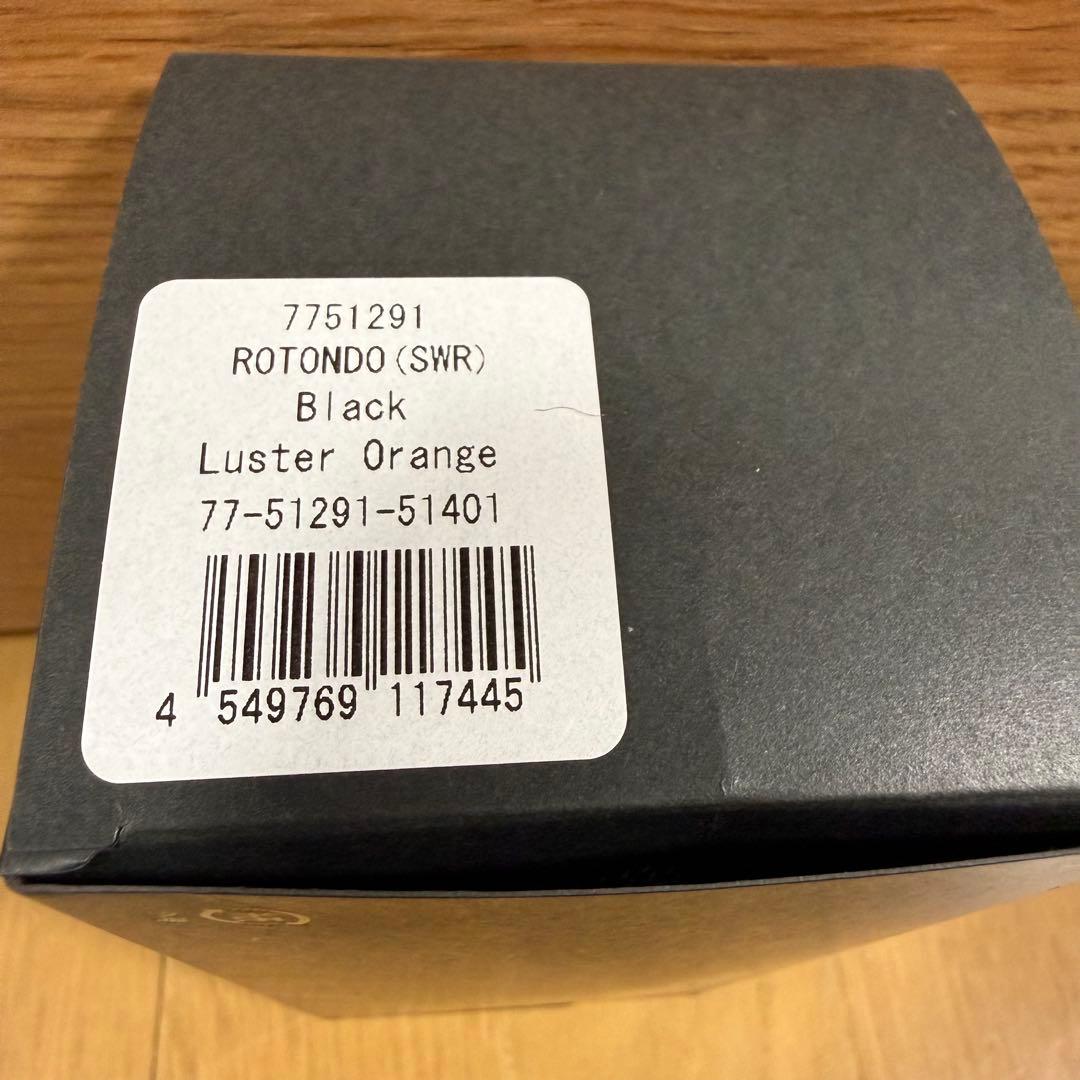 7751291
ROTONDO(SWR)
Black
Luster Orange
77-51291-51401
4 549769 117445